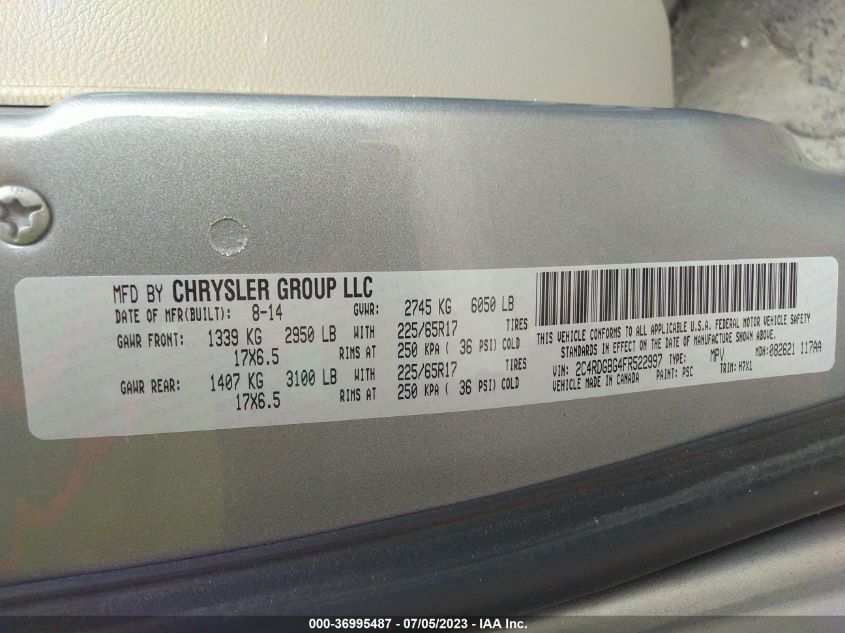 MFD BY CHRYSLER GROUP LLC
DATE OF MFR(BUILT): 8-14 GVWR: 2745 KG 6050 LB
GAWR FRONT: 1339 KG 2950 LB WITH 225/65R17 TIRES
17X6.5 RIMS AT 250 KPA ( 36 PSI) COLD
GAWR REAR: 1407 KG 3100 LB WITH 225/65R17 TIRES
17X6.5 RIMS AT 250 KPA ( 36 PSI) COLD
THIS VEHICLE CONFORMS TO ALL APPLICABLE U.S.A. FEDERAL MOTOR VEHICLE SAFETY
STANDARDS IN EFFECT ON THE DATE OF MANUFACTURE SHOWN ABOVE.
VIN: 2C4RDGBG4FR522997 TYPE: MPV MDH: 082621 117AA
VEHICLE MADE IN CANADA PAINT: PSC TRIM: H7X1
000-36995487 - 07/05/2023 - © IAA Inc.